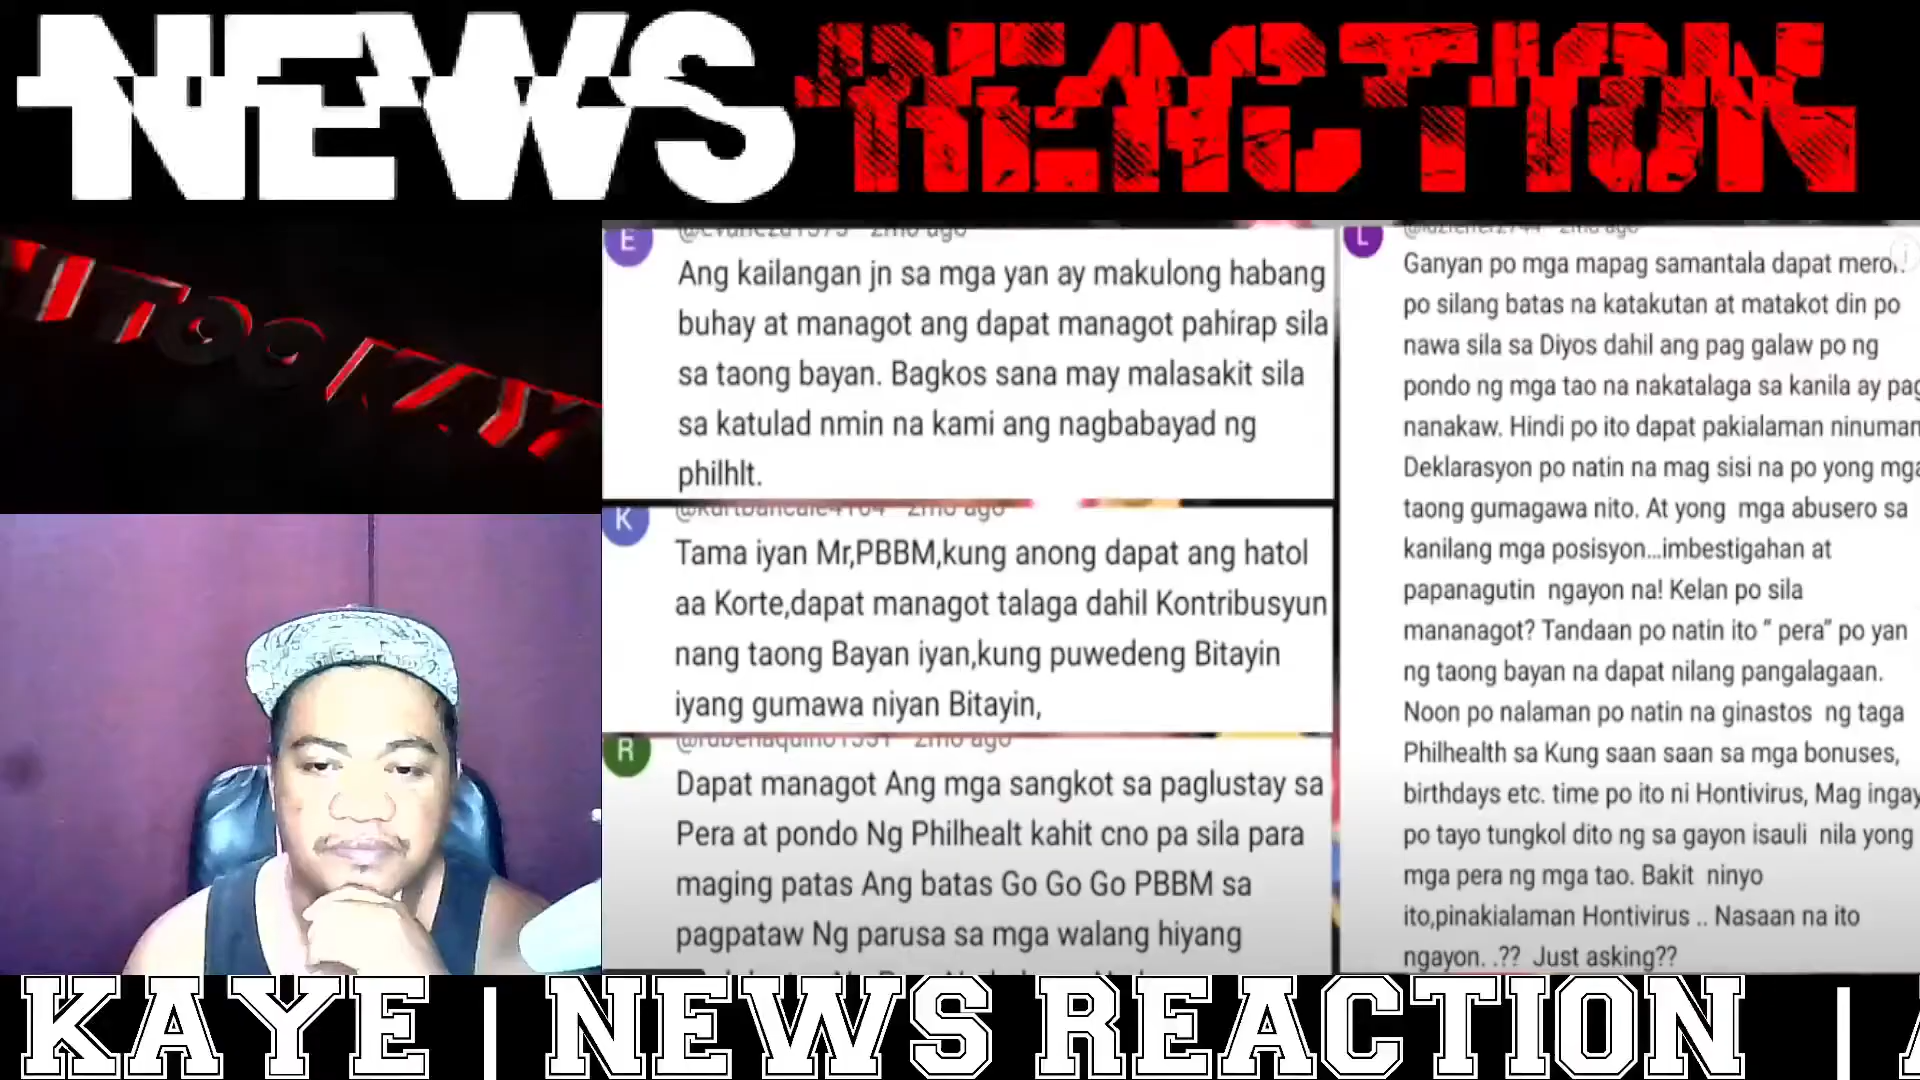 NEWS REACTION
E
2mo ago
Ang kailangan jn sa mga yan ay makulong habang
buhay at managot ang dapat managot pahirap sila
sa taong bayan. Bagkos sana may malasakit sila
sa katulad nmin na kami ang nagbabayad ng
philhlt.
K
2mo ago
Tama iyan Mr,PBBM,kung anong dapat ang hatol
aa Korte,dapat managot talaga dahil Kontribusyun
nang taong Bayan iyan,kung puwedeng Bitayin
iyang gumawa niyan Bitayin,
R
2mo ago
Dapat managot Ang mga sangkot sa paglustay sa
Pera at pondo Ng Philhealt kahit cno pa sila para
maging patas Ang batas Go Go Go PBBM sa
pagpataw Ng parusa sa mga walang hiyang
L
2mo ago
Ganyan po mga mapag samantala dapat
po silang batas na katakutan at matakot din po
nawa sila sa Diyos dahil ang pag galaw po ng
pondo ng mga tao na nakatalaga sa kanila ay pag
nanakaw. Hindi po ito dapat pakialaman ninuman
Deklarasyon po natin na mag sisi na po yong mga
taong gumagawa nito. At yong mga abusero sa
kanilang mga posisyon...imbestigahan at
papanagutin ngayon na! Kelan po sila
mananagot? Tandaan po natin ito “ pera” po yan
ng taong bayan na dapat nilang pangalagaan.
Noon po nalaman po natin na ginastos ng taga
Philhealth sa Kung saan saan sa mga bonuses,
birthdays etc. time po ito ni Hontivirus, Mag ingay
po tayo tungkol dito ng sa gayon isauli nila yong
mga pera ng mga tao. Bakit ninyo
ito,pinakialaman Hontivirus .. Nasaan na ito
ngayon. .?? Just asking??
KAYE | NEWS REACTION |